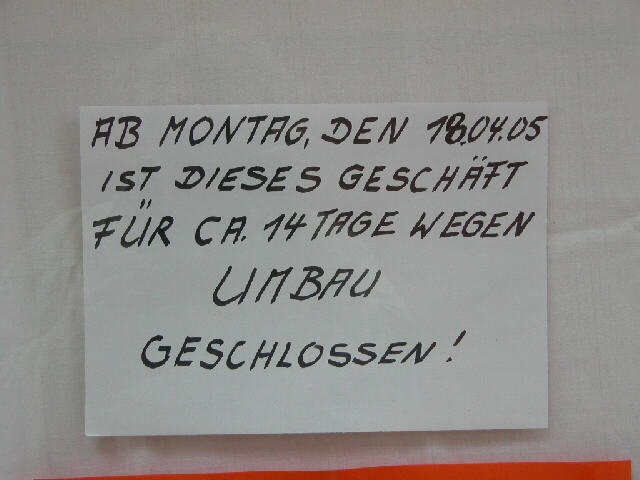 AB MONTAG, DEN 18.04.05
IST DIESES GESCHÄFT
FÜR CA. 14 TAGE WEGEN
UMBAU
GESCHLOSSEN!